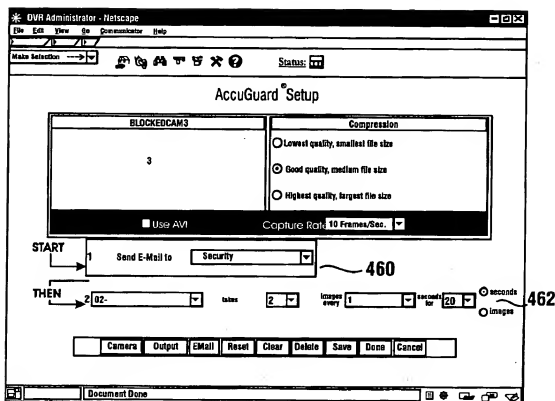 DVR Administrator - Netscape
File Edit View Go Communicator Help
Make Selection --->
Status:
AccuGuard® Setup
BLOCKEDCAM3
Compression
3
Lowest quality, smallest file size
Good quality, medium file size
Highest quality, largest file size
Use AVI
Capture Rate 10 Frames/Sec.
START
1 Send E-Mail to Security
460
THEN
2 02- takes 2 images every 1 seconds for 20 seconds
images
462
Camera Output EMail Reset Clear Delete Save Done Cancel
Document Done